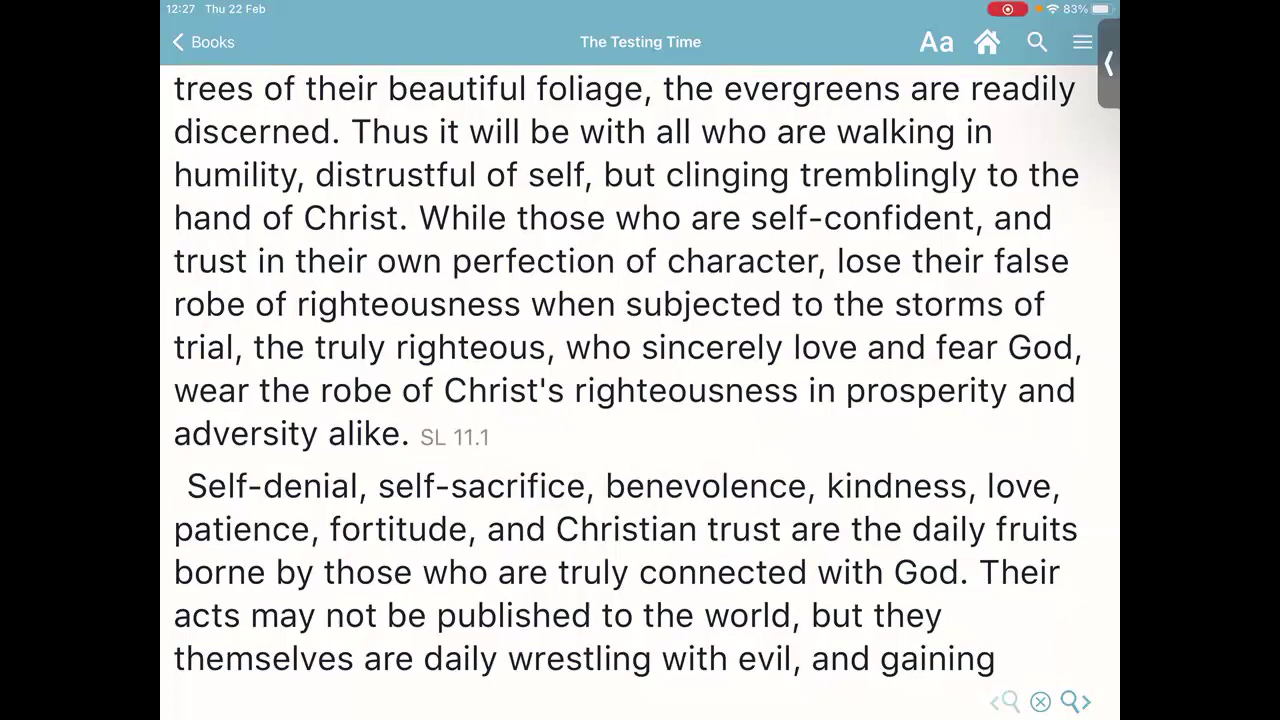 12:27 Thu 22 Feb
83%
Books
The Testing Time
Aa
trees of their beautiful foliage, the evergreens are readily
discerned. Thus it will be with all who are walking in
humility, distrustful of self, but clinging tremblingly to the
hand of Christ. While those who are self-confident, and
trust in their own perfection of character, lose their false
robe of righteousness when subjected to the storms of
trial, the truly righteous, who sincerely love and fear God,
wear the robe of Christ's righteousness in prosperity and
adversity alike. SL 11.1
Self-denial, self-sacrifice, benevolence, kindness, love,
patience, fortitude, and Christian trust are the daily fruits
borne by those who are truly connected with God. Their
acts may not be published to the world, but they
themselves are daily wrestling with evil, and gaining